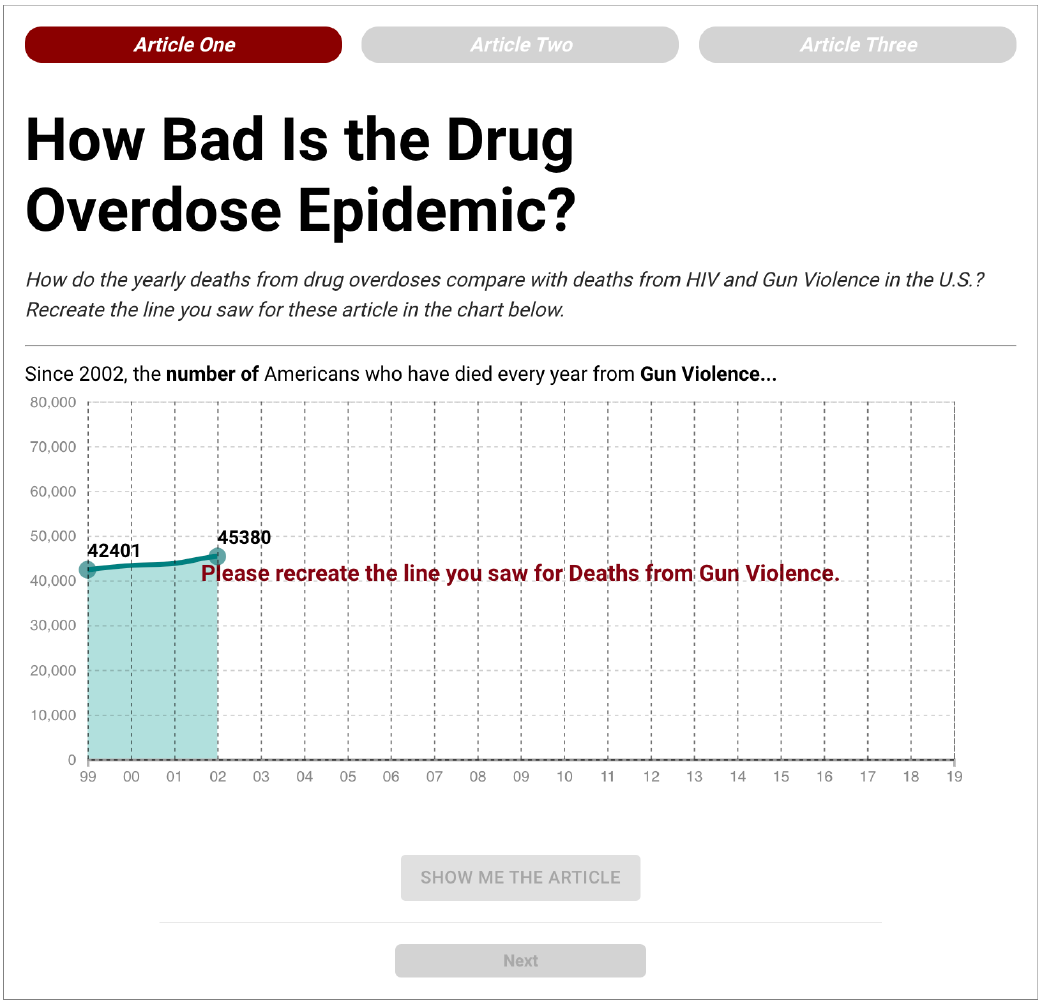 Article One
Article Two
Article Three
How Bad Is the Drug
Overdose Epidemic?
How do the yearly deaths from drug overdoses compare with deaths from HIV and Gun Violence in the U.S.?
Recreate the line you saw for these article in the chart below.
Since 2002, the number of Americans who have died every year from Gun Violence...
80,000
70,000
60,000
50,000
45380
42401
Please recreate the line you saw for Deaths from Gun Violence.
40,000
30,000
20,000
10,000
0
99 00 01 02 03 04 05 06 07 08 09 10 11 12 13 14 15 16 17 18 19
SHOW ME THE ARTICLE
Next